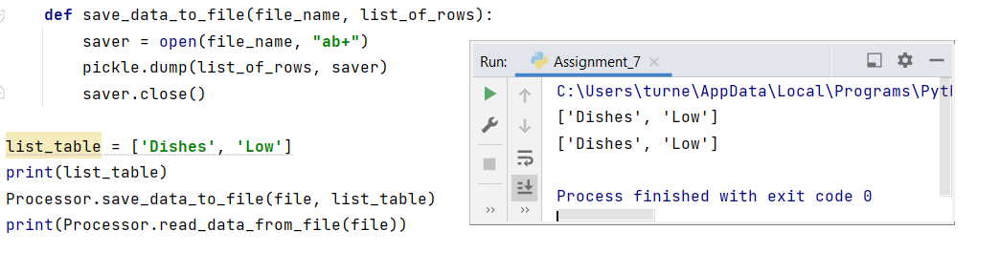 def save_data_to_file(file_name, list_of_rows):
saver = open(file_name, "ab+")
pickle.dump(list_of_rows, saver)
saver.close()
list_table = ['Dishes', 'Low']
print(list_table)
Processor.save_data_to_file(file, list_table)
print(Processor.read_data_from_file(file))
Run: Assignment_7 ×
C:\Users\turne\AppData\Local\Programs\Pyth
['Dishes', 'Low']
['Dishes', 'Low']
Process finished with exit code 0